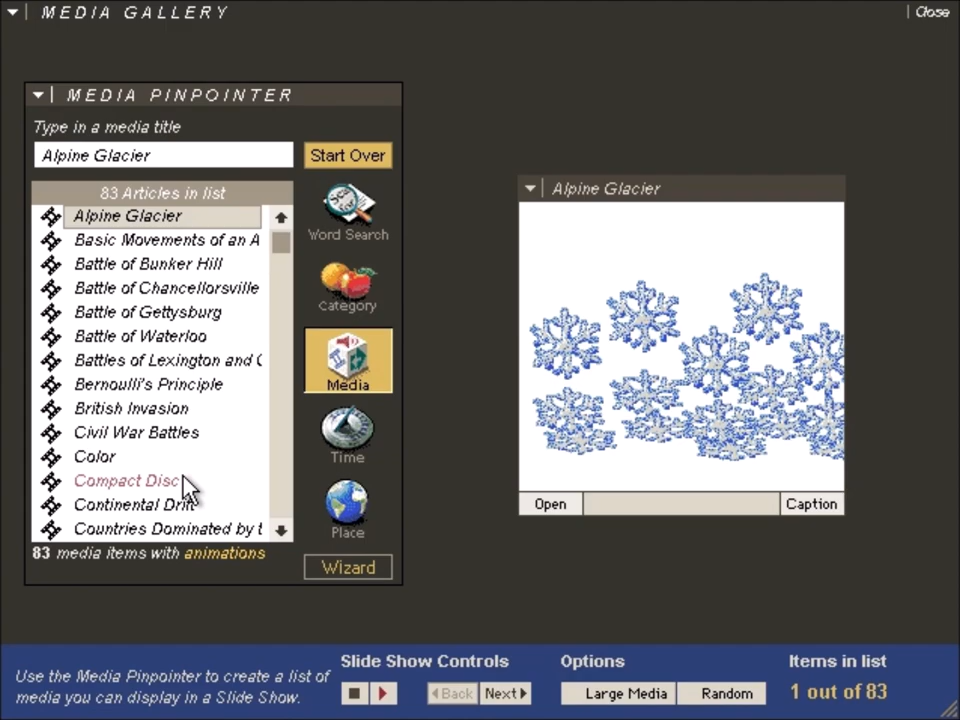 MEDIA GALLERY
Close
MEDIA PINPOINTER
Type in a media title
Alpine Glacier
Start Over
83 Articles in list
Alpine Glacier
Basic Movements of an A
Battle of Bunker Hill
Battle of Chancellorsville
Battle of Gettysburg
Battle of Waterloo
Battles of Lexington and C
Bernoulli's Principle
British Invasion
Civil War Battles
Color
Compact Disc
Continental Drift
Countries Dominated by t
83 media items with animations
Word Search
Category
Media
Time
Place
Wizard
Alpine Glacier
Open
Caption
Use the Media Pinpointer to create a list of
media you can display in a Slide Show.
Slide Show Controls
Back
Next
Options
Large Media
Random
Items in list
1 out of 83